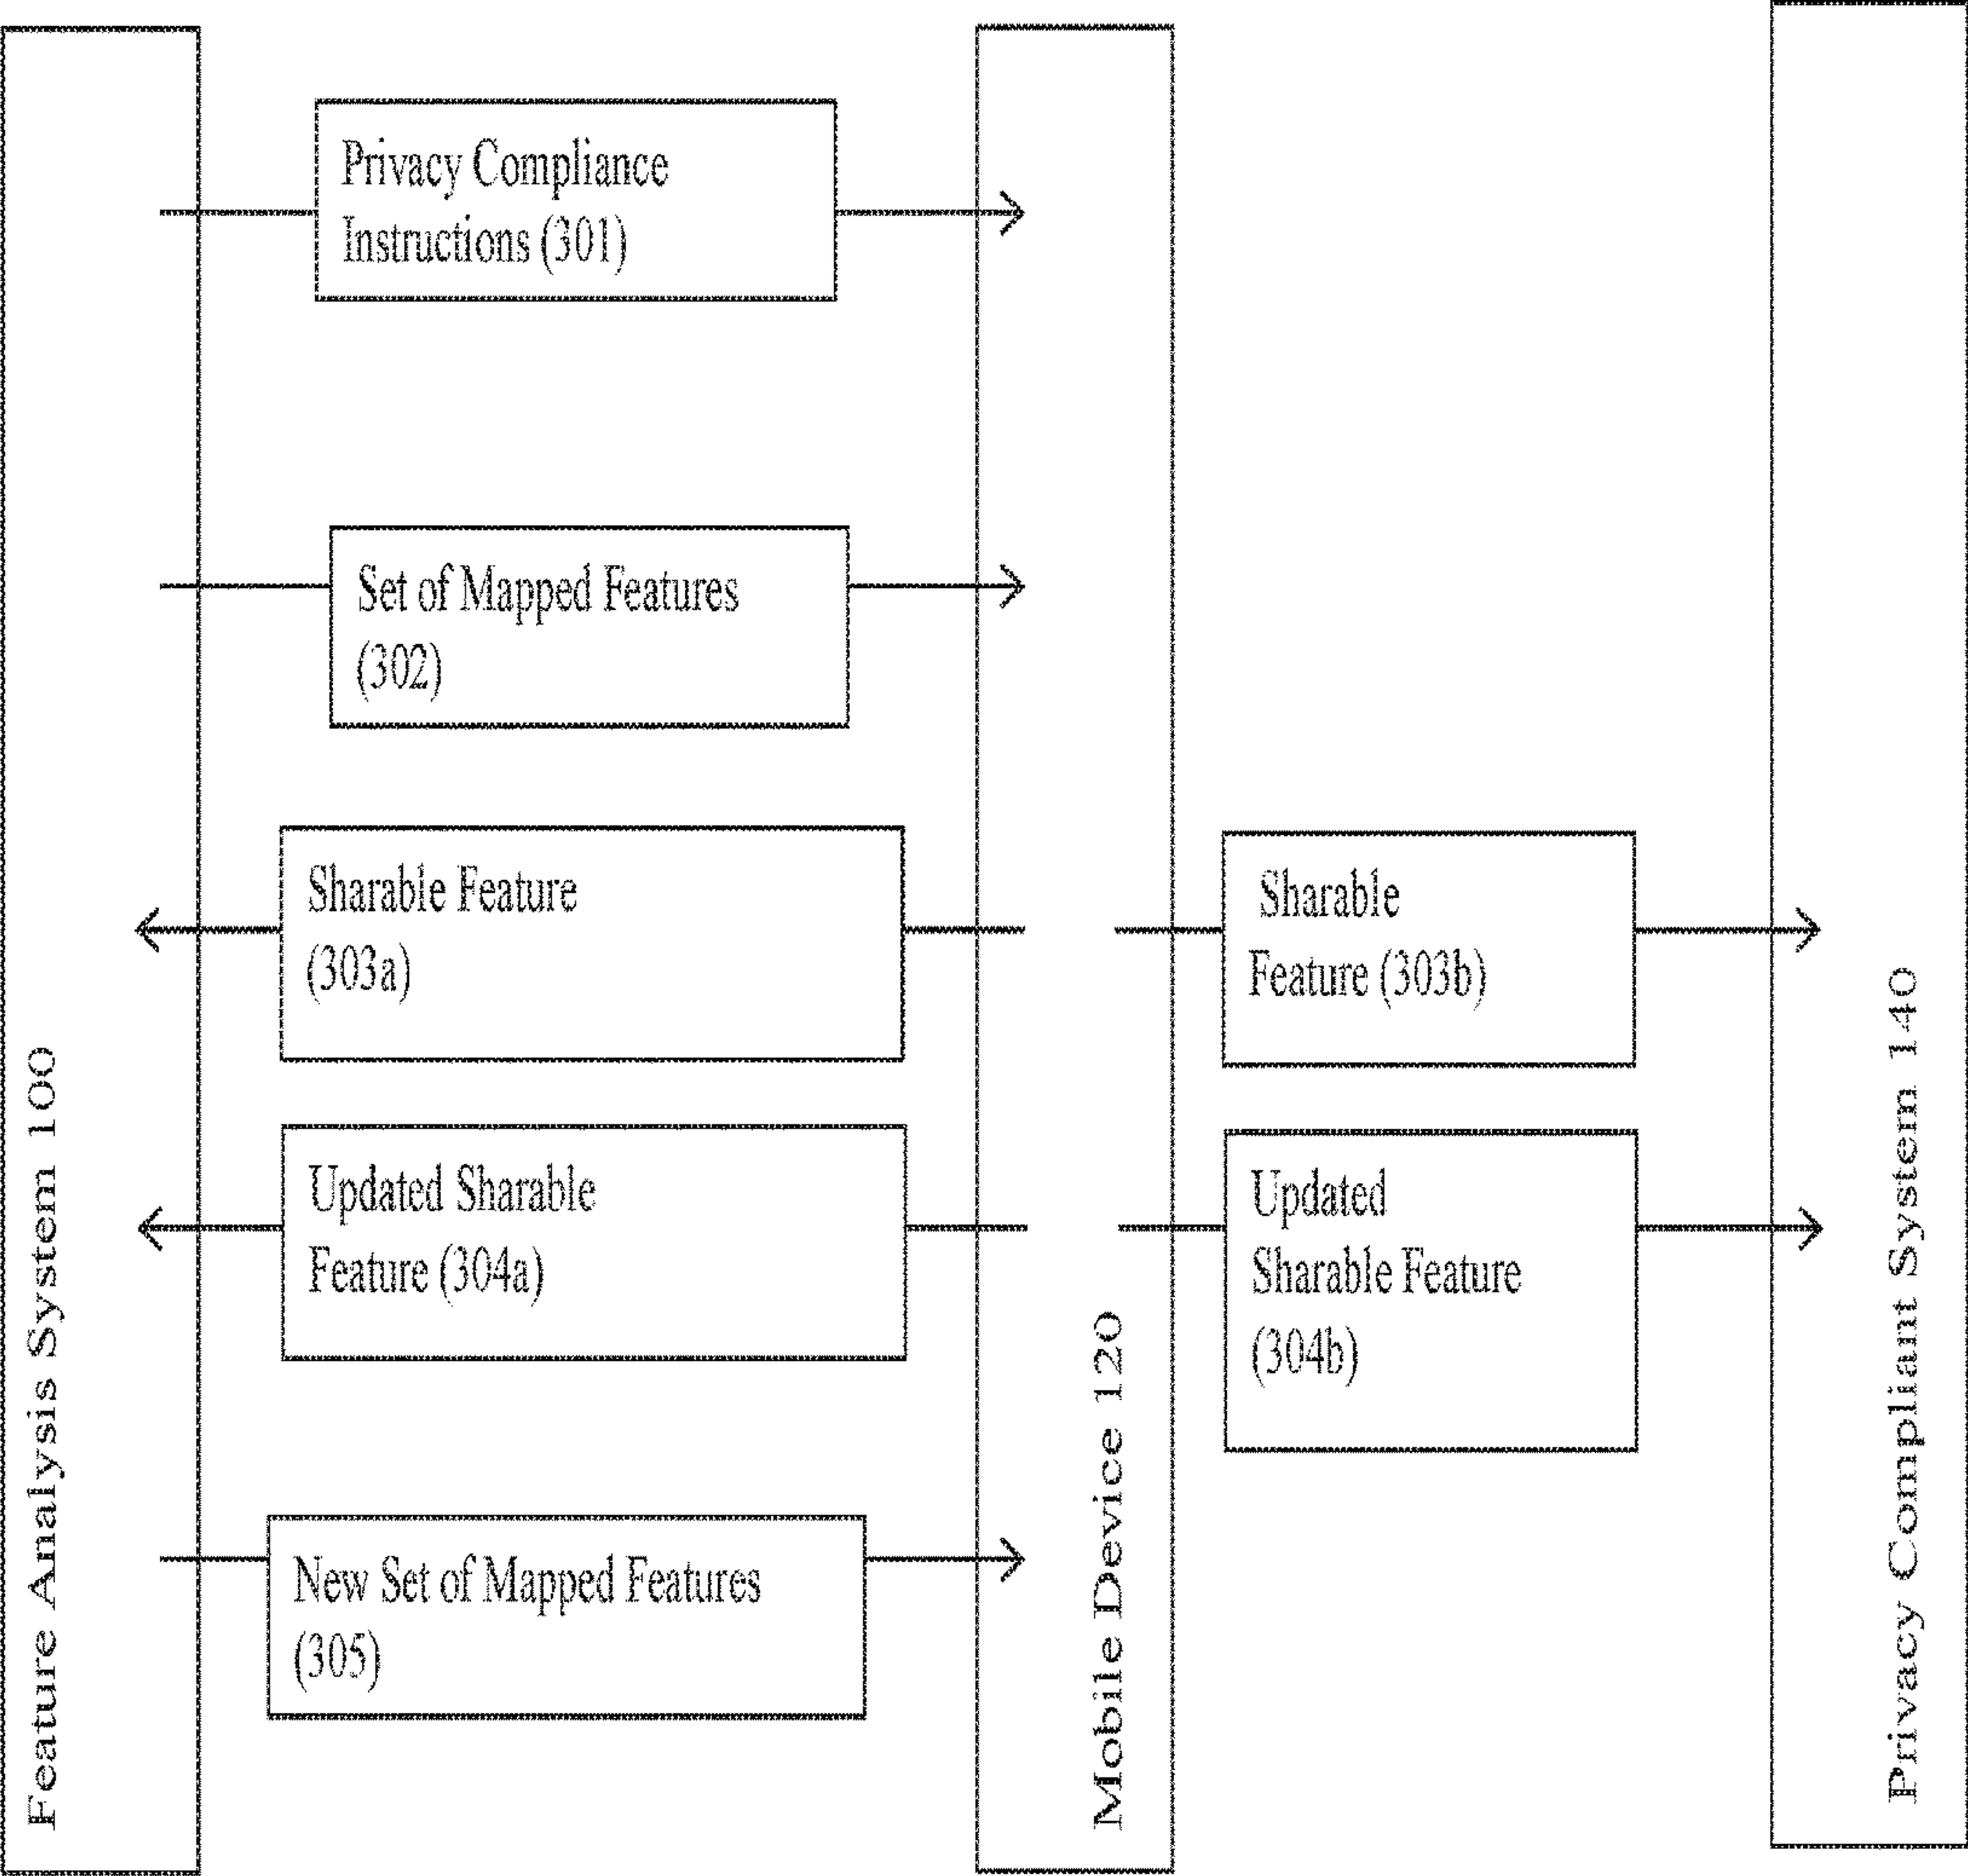 Feature Analysis System 100
Privacy Compliance
Instructions (301)
Set of Mapped Features
(302)
Sharable Feature
(303a)
Updated Sharable
Feature (304a)
New Set of Mapped Features
(305)
Mobile Device 120
Sharable
Feature (303b)
Updated
Sharable Feature
(304b)
Privacy Compliant System 140